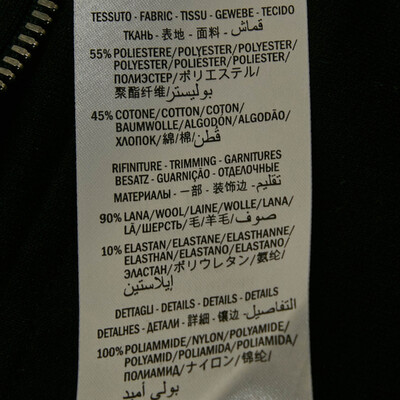 TESSUTO - FABRIC - TISSU - GEWEBE - TECIDO
ТКАНЬ - 表地 - 面料 - قماش
55% POLIESTERE/POLYESTER/POLYESTER/
POLYESTER/POLIÉSTER/POLIÉSTER/
ПОЛИЭСТЕР/ポリエステル/
聚酯纤维/بوليستر
45% COTONE/COTTON/COTON/
BAUMWOLLE/ALGODÓN/ALGODÃO/
ХЛОПОК/綿/棉/قطن
RIFINITURE - TRIMMING - GARNITURES
BESATZ - GUARNIÇÃO - ОТДЕЛОЧНЫЕ
МАТЕРИАЛЫ - 一部 - 装饰边 - تقليم
90% LANA/WOOL/LAINE/WOLLE/LANA/
LÃ/ШЕРСТЬ/毛/羊毛/صوف
10% ELASTAN/ELASTANE/ELASTHANNE/
ELASTHAN/ELASTANO/ELASTANO/
ЭЛАСТАН/ポリウレタン/氨纶/
إيلاستين
DETTAGLI - DETAILS - DETAILS - DETAILS
DETALHES - ДЕТАЛИ - 詳細 - 镶边 - التفاصيل
100% POLIAMMIDE/NYLON/POLYAMIDE/
POLYAMID/POLIAMIDA/POLIAMIDA/
ПОЛИАМИД/ナイロン/锦纶/
بولي أميد